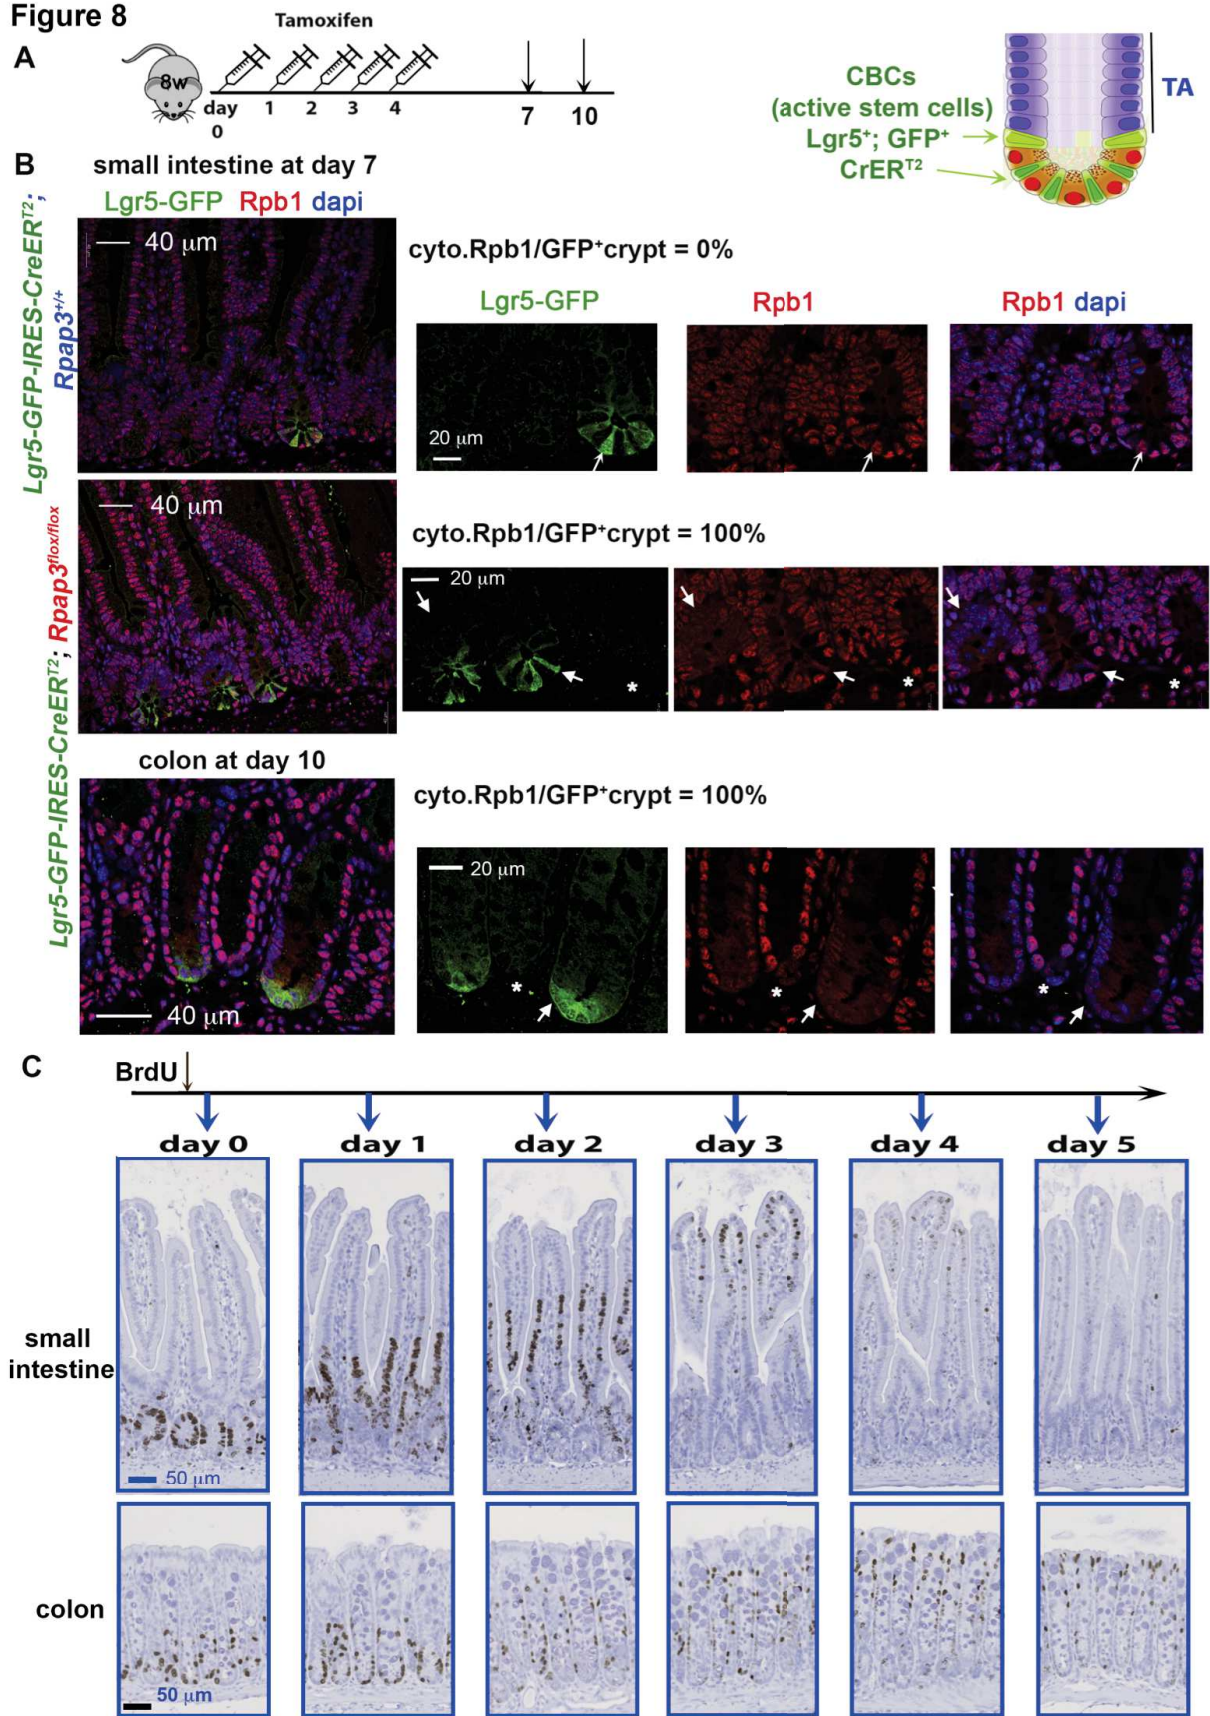 Figure 8
A
Tamoxifen
8w
day
0
1
2
3
4
7
10
CBCs
(active stem cells)
Lgr5⁺; GFP⁺
CrERᵀ²
TA
B
small intestine at day 7
Lgr5-GFP Rpb1 dapi
Lgr5-GFP-IRES-CreERᵀ²;
Rpap3⁺/⁺
40 μm
cyto.Rpb1/GFP⁺crypt = 0%
Lgr5-GFP
Rpb1
Rpb1 dapi
20 μm
Lgr5-GFP-IRES-CreERᵀ²; Rpap3ᶠˡᵒˣ/ᶠˡᵒˣ
40 μm
cyto.Rpb1/GFP⁺crypt = 100%
20 μm
*
*
*
colon at day 10
40 μm
cyto.Rpb1/GFP⁺crypt = 100%
20 μm
*
*
*
C
BrdU
day 0
day 1
day 2
day 3
day 4
day 5
small
intestine
50 μm
colon
50 μm